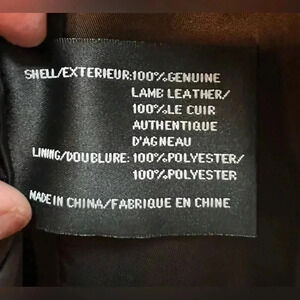 SHELL/EXTERIEUR:100%GENUINE
LAMB LEATHER/
100%LE CUIR
AUTHENTIQUE
D'AGNEAU
LINING/DOUBLURE:100%POLYESTER/
100%POLYESTER
MADE IN CHINA/FABRIQUE EN CHINE